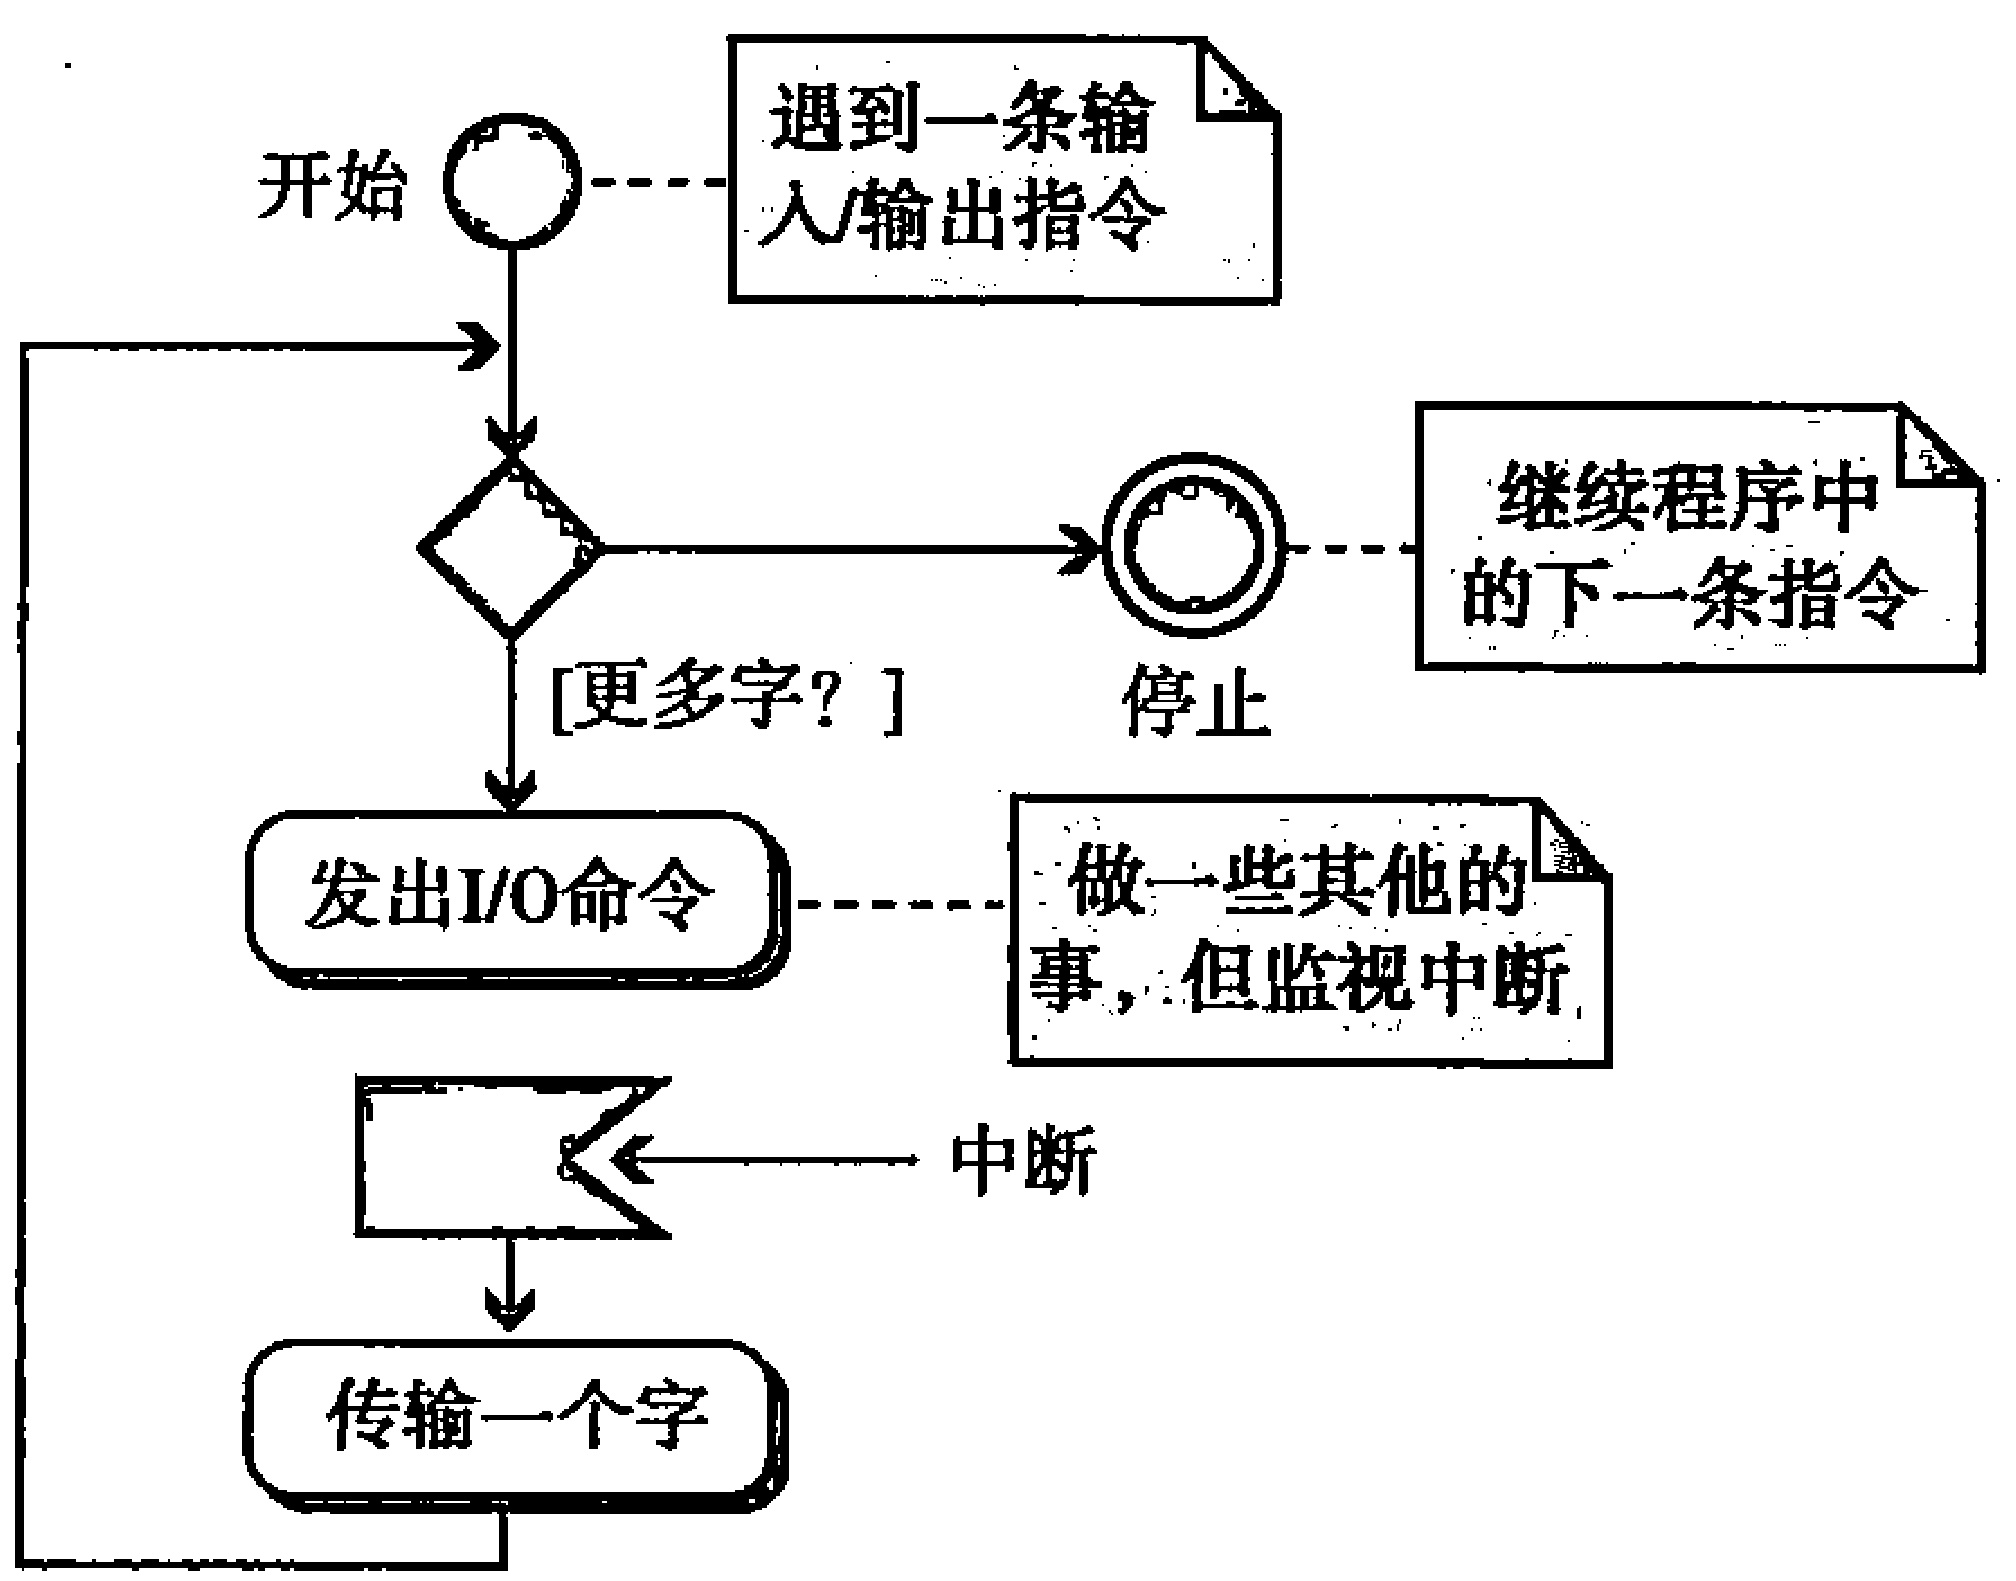 开始
遇到一条输
入/输出指令
继续程序中
的下一条指令
[更多字？]
停止
发出I/O命令
做一些其他的
事，但监视中断
中断
传输一个字